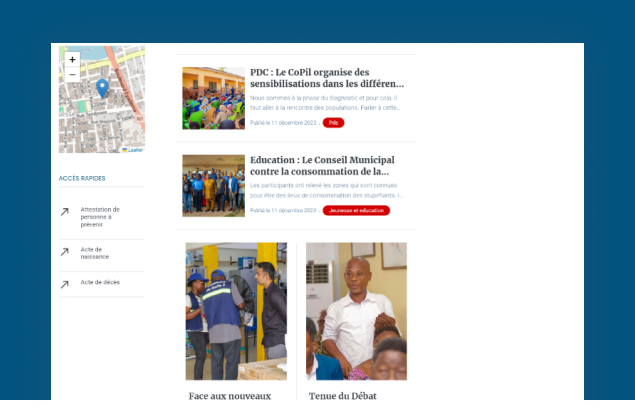 +
−
Leaflet
ACCÈS RAPIDES
Attestation de
personne à
prévenir
Acte de
naissance
Acte de décès
PDC : Le CoPil organise des
sensibilisations dans les différen...
Nous sommes à la phase du diagnostic et pour cela, il
faut aller à la rencontre des populations. Parler à cette...
Publié le 11 décembre 2023 . Pdc
Education : Le Conseil Municipal
contre la consommation de la...
Les participants ont relevé les zones qui sont connues
pour être des lieux de consommation des stupéfiants. I...
Publié le 11 décembre 2023 . Jeunesse et education
Face aux nouveaux
Tenue du Débat